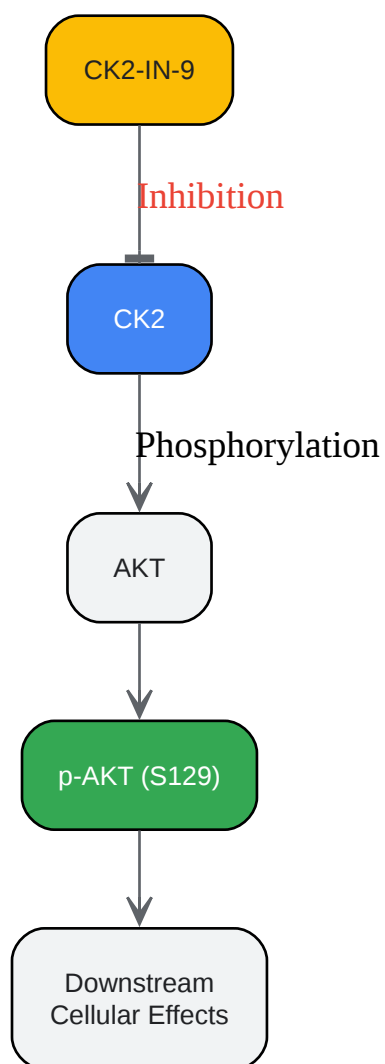 CK2-IN-9
Inhibition
CK2
Phosphorylation
AKT
p-AKT (S129)
Downstream
Cellular Effects